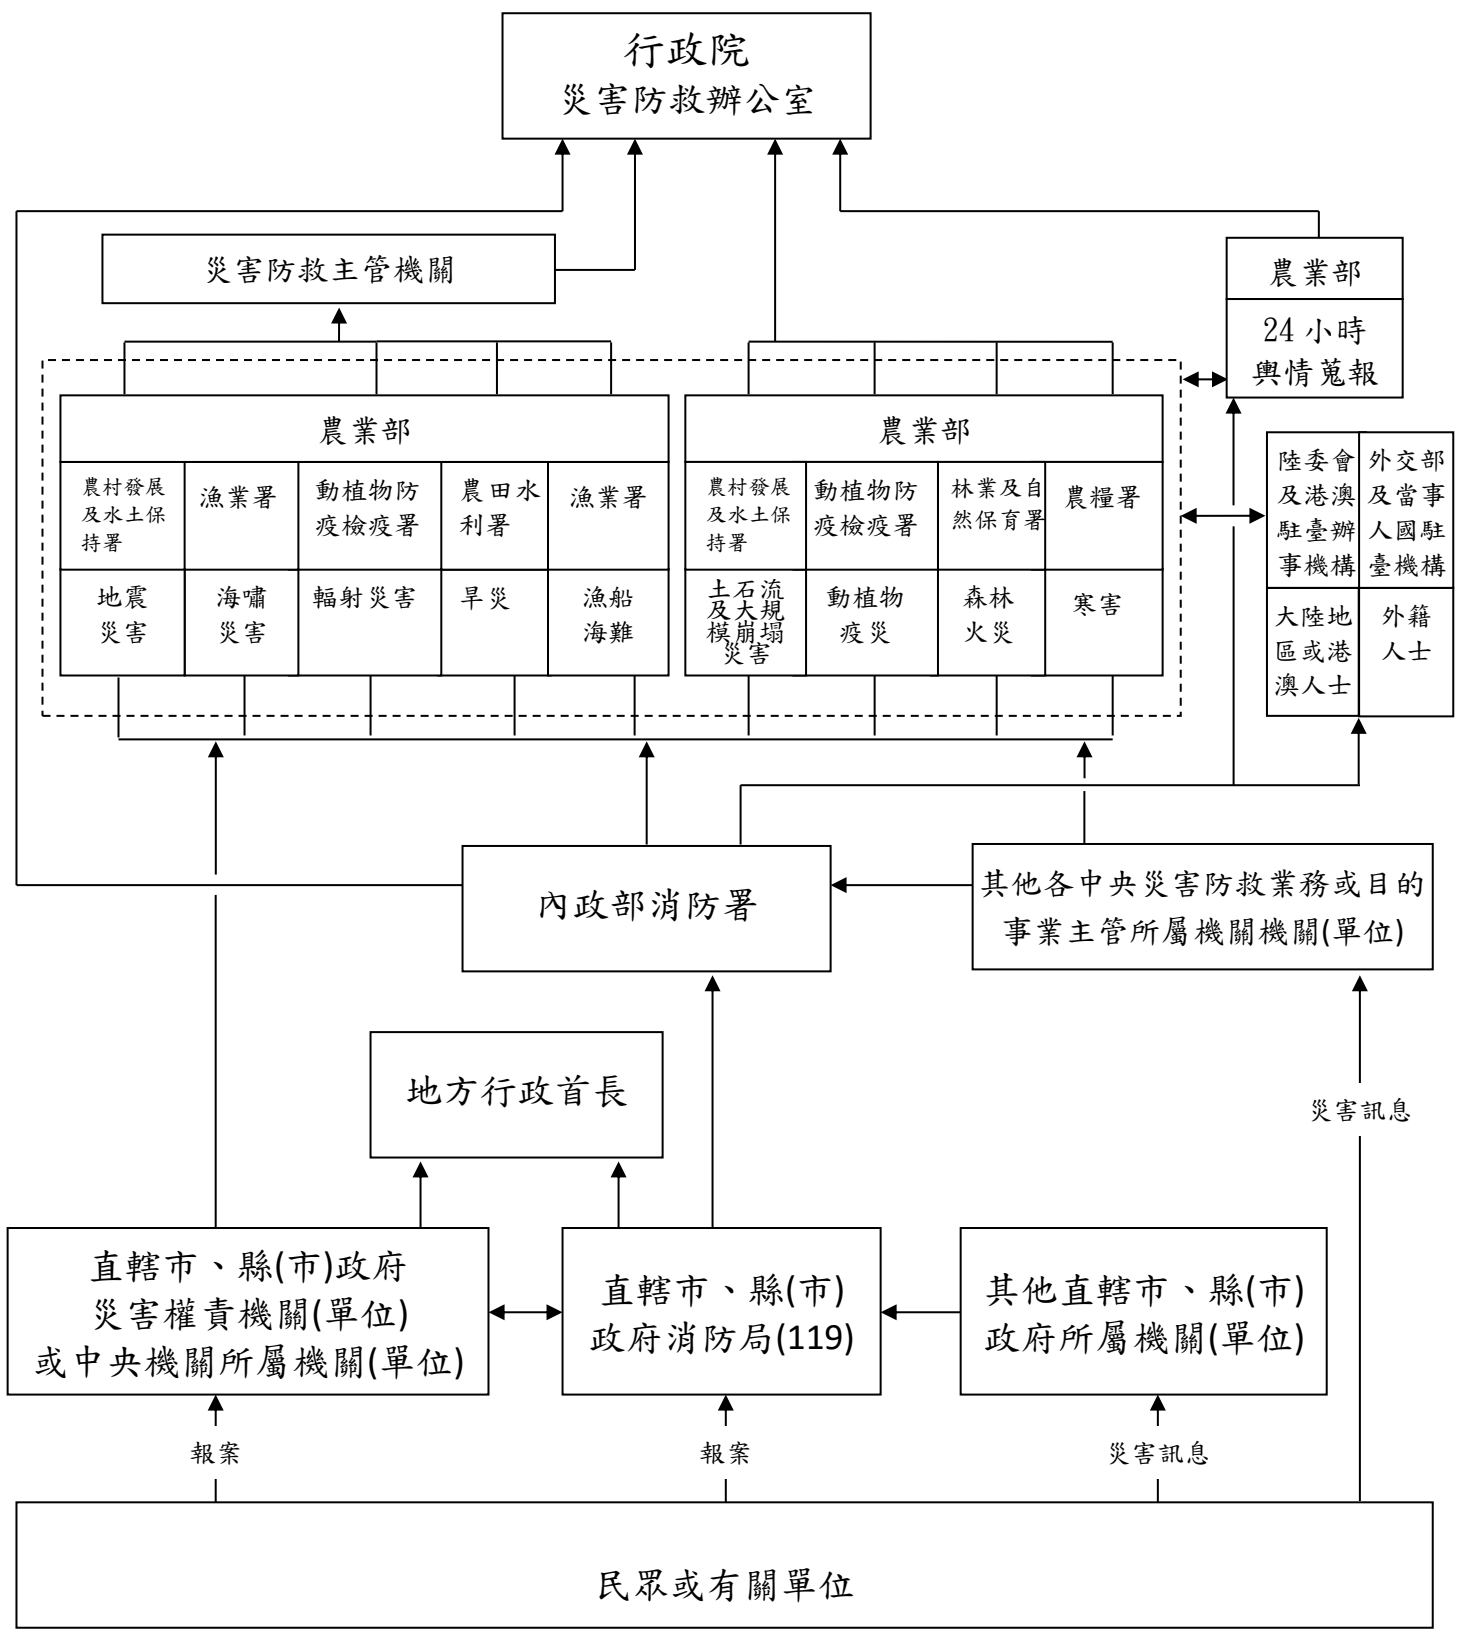 行政院
災害防救辦公室
災害防救主管機關
農業部
24 小時
輿情蒐報
農業部
農村發展
及水土保
持署
漁業署
動植物防
疫檢疫署
農田水
利署
漁業署
地震
災害
海嘯
災害
輻射災害
旱災
漁船
海難
農業部
農村發展
及水土保
持署
動植物防
疫檢疫署
林業及自
然保育署
農糧署
土石流
及大規
模崩塌
災害
動植物
疫災
森林
火災
寒害
陸委會
及港澳
駐臺辦
事機構
外交部
及當事
人國駐
臺機構
大陸地
區或港
澳人士
外籍
人士
內政部消防署
其他各中央災害防救業務或目的
事業主管所屬機關機關(單位)
地方行政首長
災害訊息
直轄市、縣(市)政府
災害權責機關(單位)
或中央機關所屬機關(單位)
直轄市、縣(市)
政府消防局(119)
其他直轄市、縣(市)
政府所屬機關(單位)
報案
報案
災害訊息
民眾或有關單位